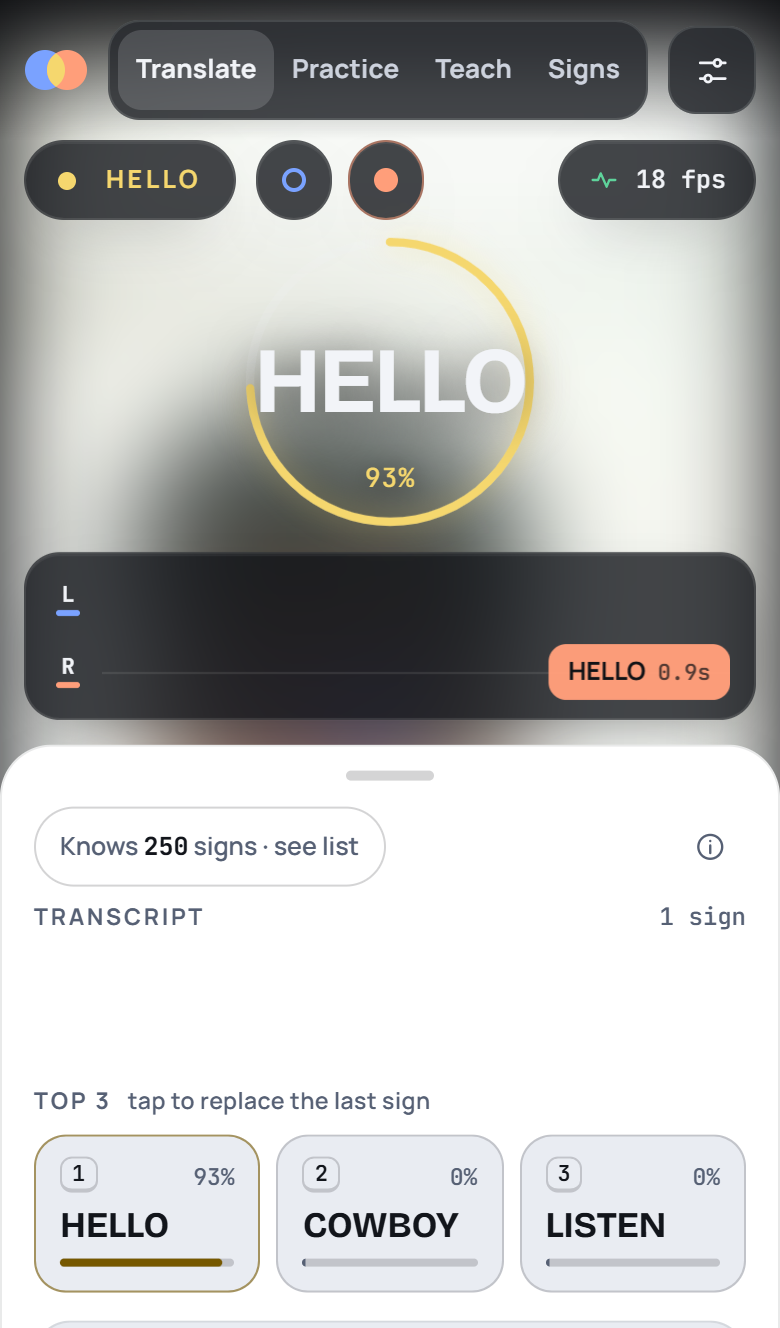 Translate Practice Teach Signs
HELLO 18 fps
HELLO
93%
L
R HELLO 0.9s
Knows 250 signs · see list
TRANSCRIPT 1 sign
TOP 3 tap to replace the last sign
1 93% 2 0% 3 0%
HELLO COWBOY LISTEN